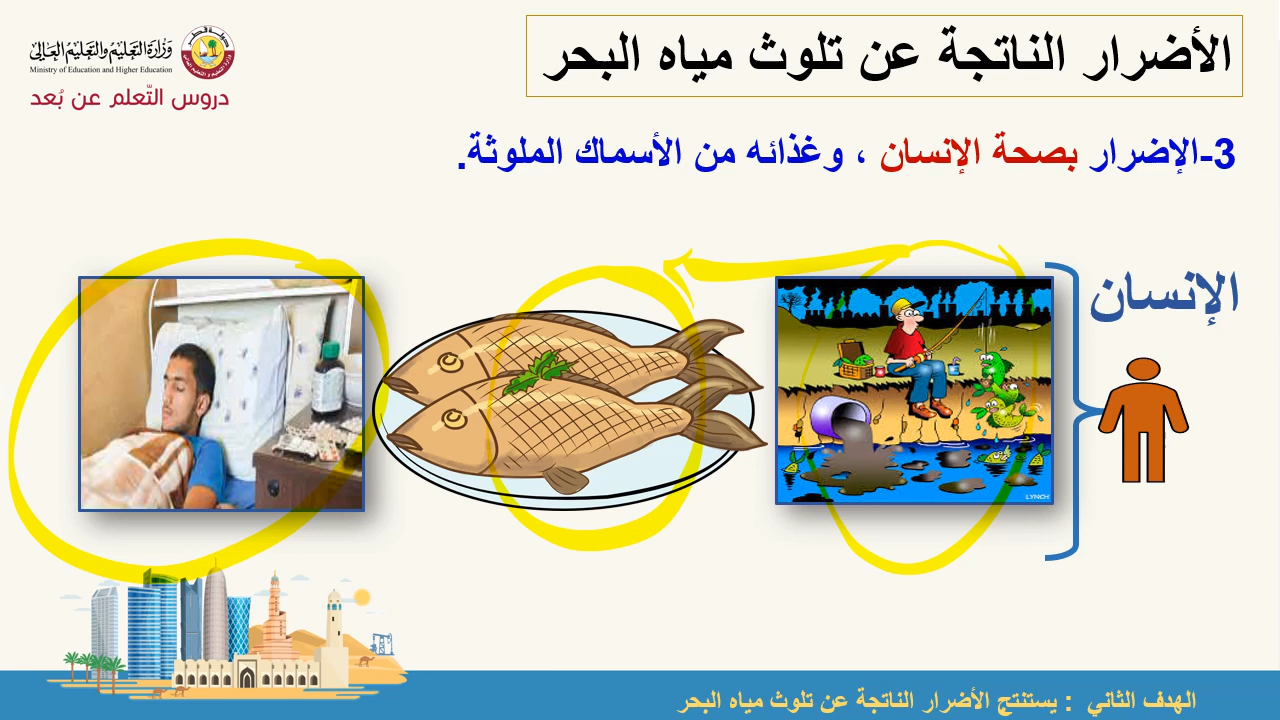 الأضرار الناتجة عن تلوث مياه البحر
وزارة التعليم والتعليم العالي
Ministry of Education and Higher Education
دروس التّعلم عن بُعد
3-الإضرار بصحة الإنسان ، وغذائه من الأسماك الملوثة.
الإنسان
LYNCH
الهدف الثاني : يستنتج الأضرار الناتجة عن تلوث مياه البحر